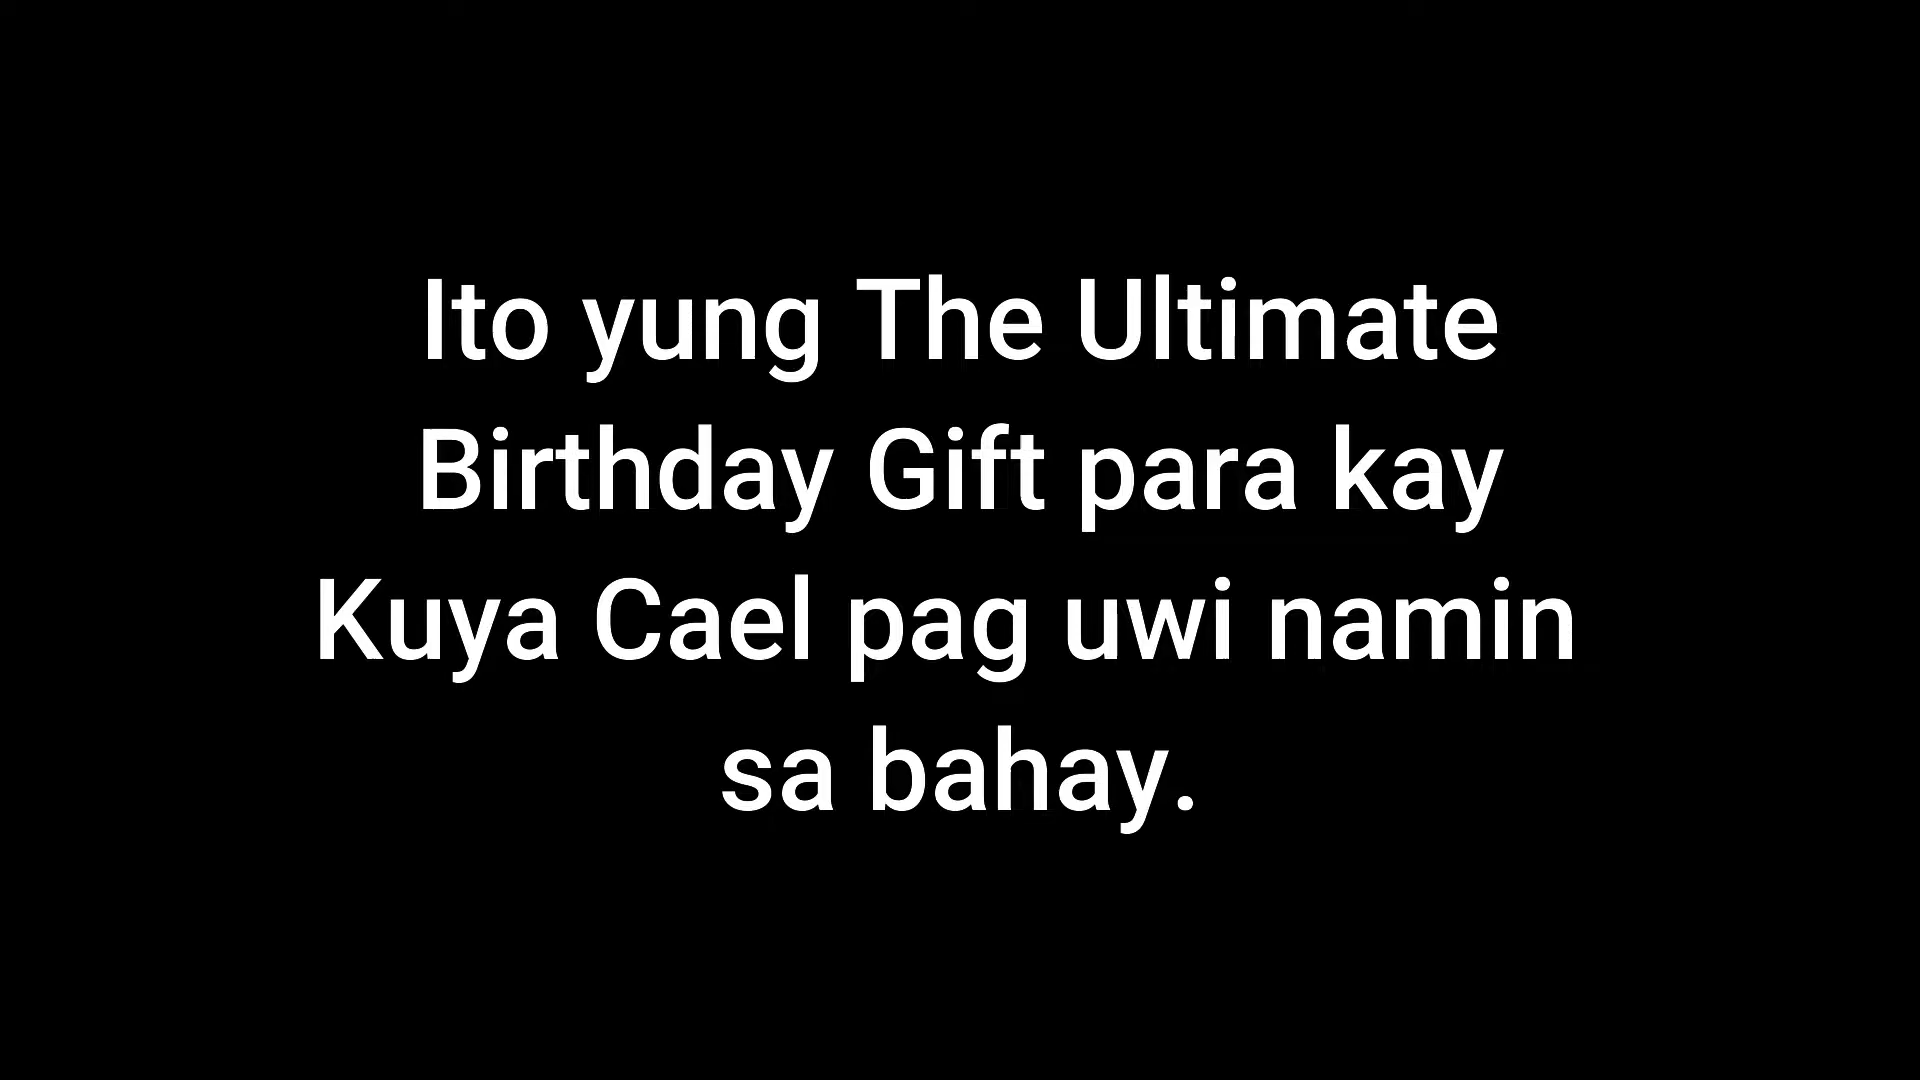 Ito yung The Ultimate
Birthday Gift para kay
Kuya Cael pag uwi namin
sa bahay.